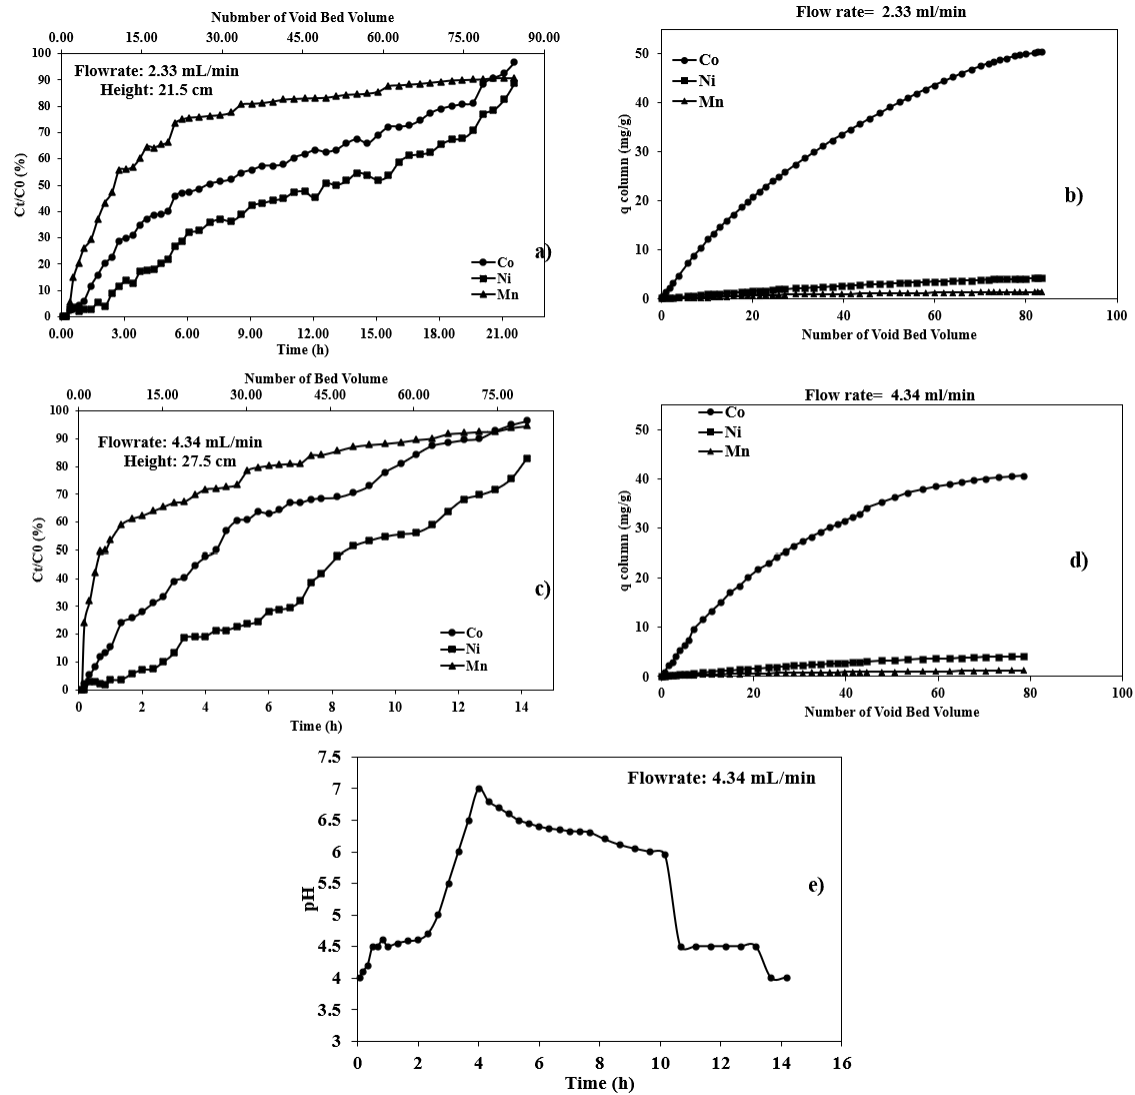 Nubmber of Void Bed Volume
0.00 15.00 30.00 45.00 60.00 75.00 90.00
Flowrate: 2.33 mL/min
Height: 21.5 cm
Ct/C0 (%)
100
90
80
70
60
50
40
30
20
10
0
Co
Ni
Mn
a)
0.00 3.00 6.00 9.00 12.00 15.00 18.00 21.00
Time (h)
Flow rate= 2.33 ml/min
q column (mg/g)
50
40
30
20
10
0
Co
Ni
Mn
b)
0 20 40 60 80 100
Number of Void Bed Volume
Number of Bed Volume
0.00 15.00 30.00 45.00 60.00 75.00
Flowrate: 4.34 mL/min
Height: 27.5 cm
Ct/C0 (%)
100
90
80
70
60
50
40
30
20
10
0
Co
Ni
Mn
c)
0 2 4 6 8 10 12 14
Time (h)
Flow rate= 4.34 ml/min
q column (mg/g)
50
40
30
20
10
0
Co
Ni
Mn
d)
0 20 40 60 80 100
Number of Void Bed Volume
Flowrate: 4.34 mL/min
pH
7.5
7
6.5
6
5.5
5
4.5
4
3.5
3
e)
0 2 4 6 8 10 12 14 16
Time (h)